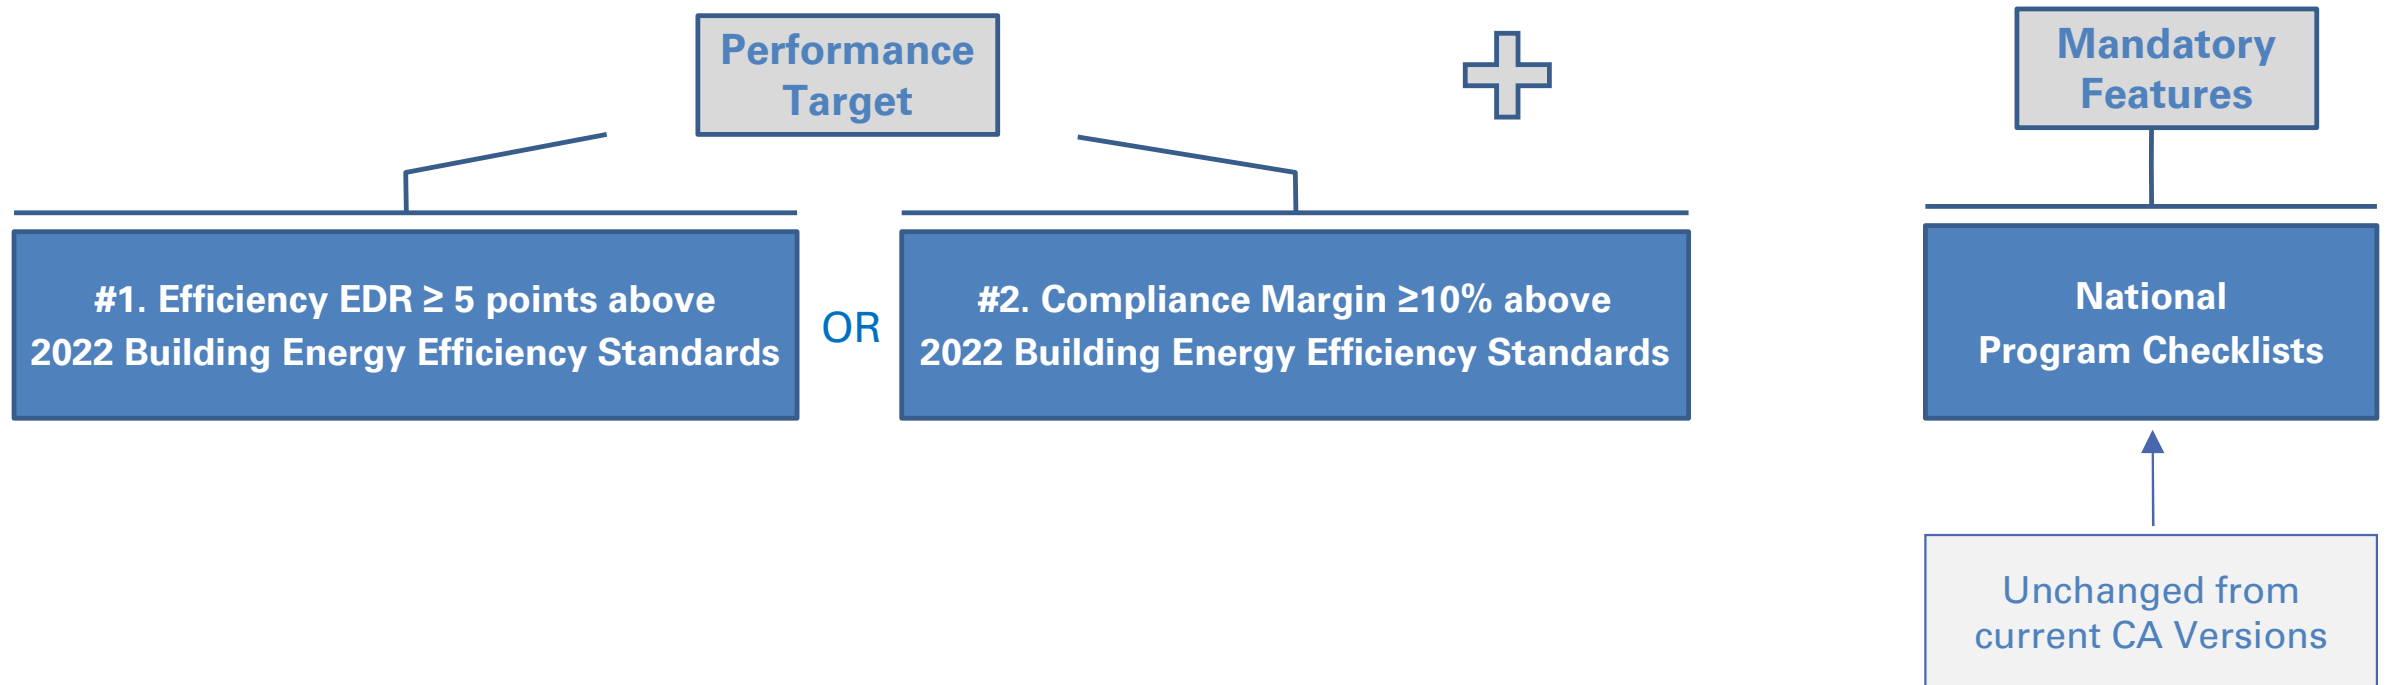 Performance
Target
Mandatory
Features
#1. Efficiency EDR ≥ 5 points above
2022 Building Energy Efficiency Standards
OR
#2. Compliance Margin ≥10% above
2022 Building Energy Efficiency Standards
National
Program Checklists
Unchanged from
current CA Versions